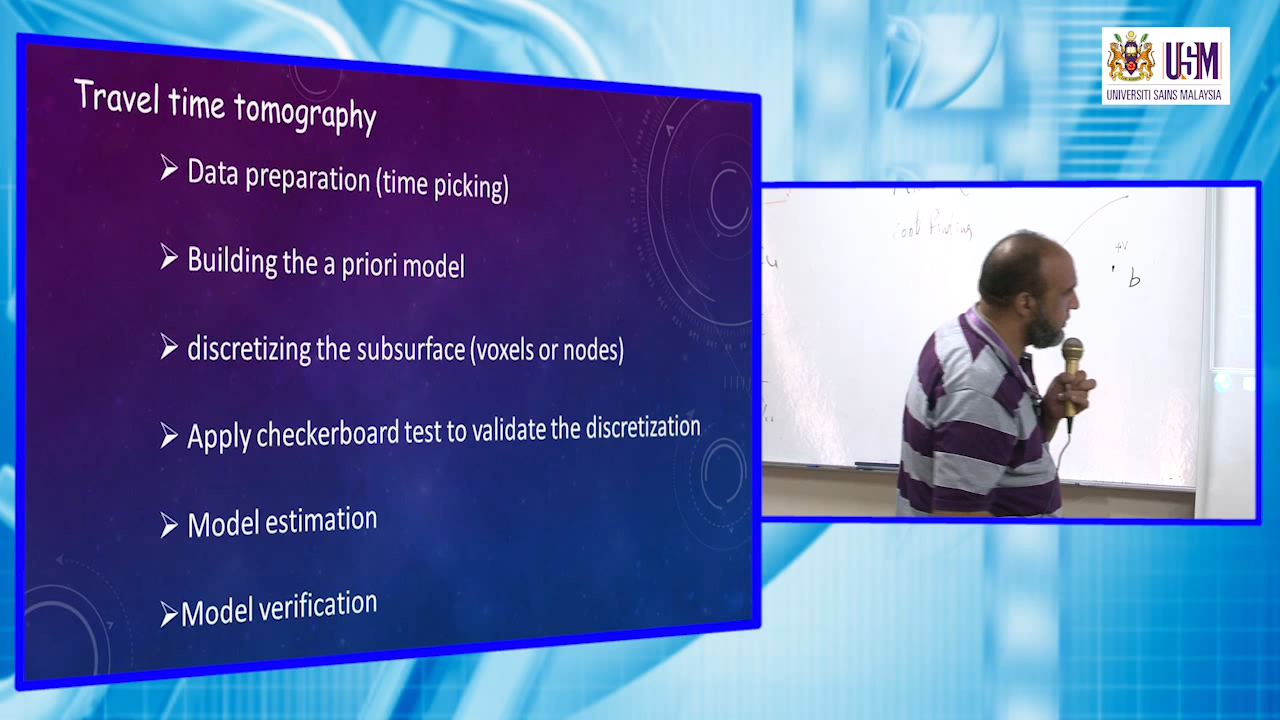 Travel time tomography
➢ Data preparation (time picking)
➢ Building the a priori model
➢ discretizing the subsurface (voxels or nodes)
➢ Apply checkerboard test to validate the discretization
➢ Model estimation
➢ Model verification
USM
UNIVERSITI SAINS MALAYSIA
+v
b